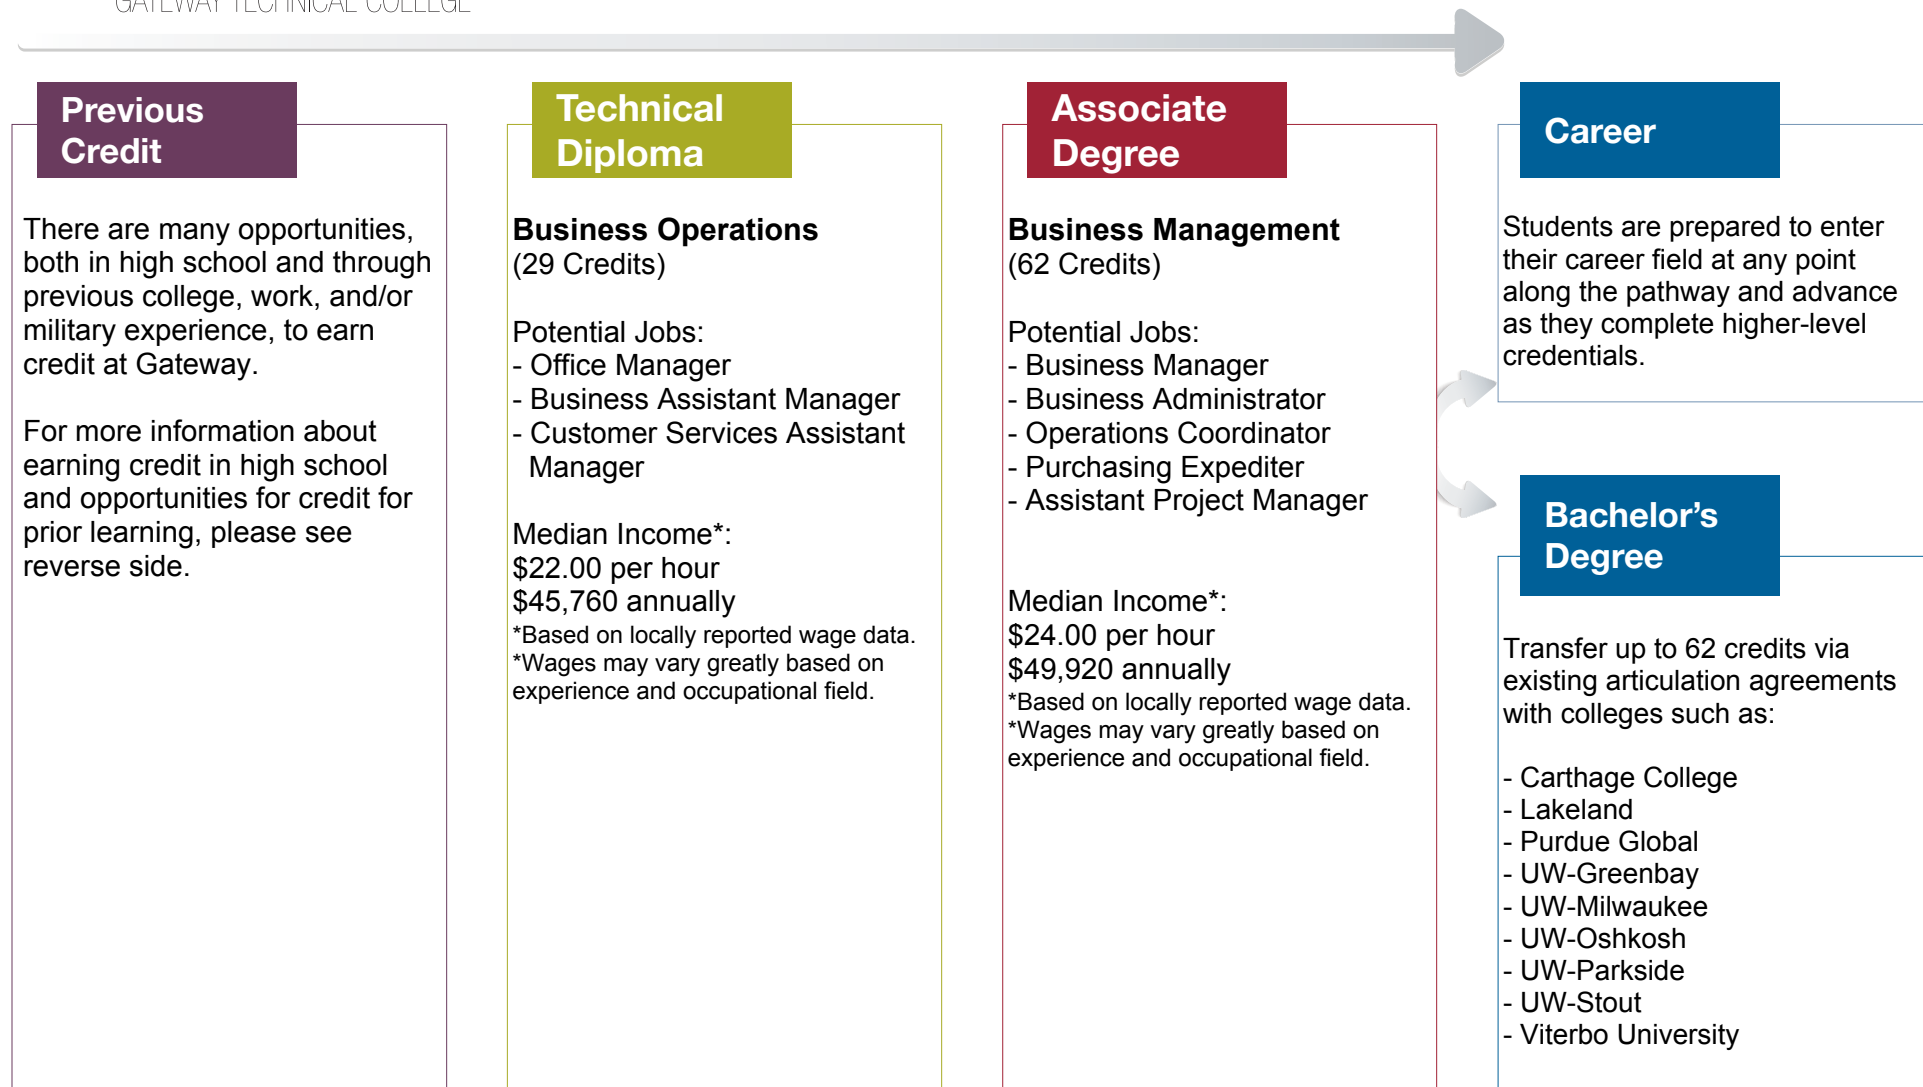 GATEWAY TECHNICAL COLLEGE
Previous
Credit
There are many opportunities,
both in high school and through
previous college, work, and/or
military experience, to earn
credit at Gateway.
For more information about
earning credit in high school
and opportunities for credit for
prior learning, please see
reverse side.
Technical
Diploma
Business Operations
(29 Credits)
Potential Jobs:
- Office Manager
- Business Assistant Manager
- Customer Services Assistant
Manager
Median Income*:
$22.00 per hour
$45,760 annually
*Based on locally reported wage data.
*Wages may vary greatly based on
experience and occupational field.
Associate
Degree
Business Management
(62 Credits)
Potential Jobs:
- Business Manager
- Business Administrator
- Operations Coordinator
- Purchasing Expediter
- Assistant Project Manager
Median Income*:
$24.00 per hour
$49,920 annually
*Based on locally reported wage data.
*Wages may vary greatly based on
experience and occupational field.
Career
Students are prepared to enter
their career field at any point
along the pathway and advance
as they complete higher-level
credentials.
Bachelor’s
Degree
Transfer up to 62 credits via
existing articulation agreements
with colleges such as:
- Carthage College
- Lakeland
- Purdue Global
- UW-Greenbay
- UW-Milwaukee
- UW-Oshkosh
- UW-Parkside
- UW-Stout
- Viterbo University